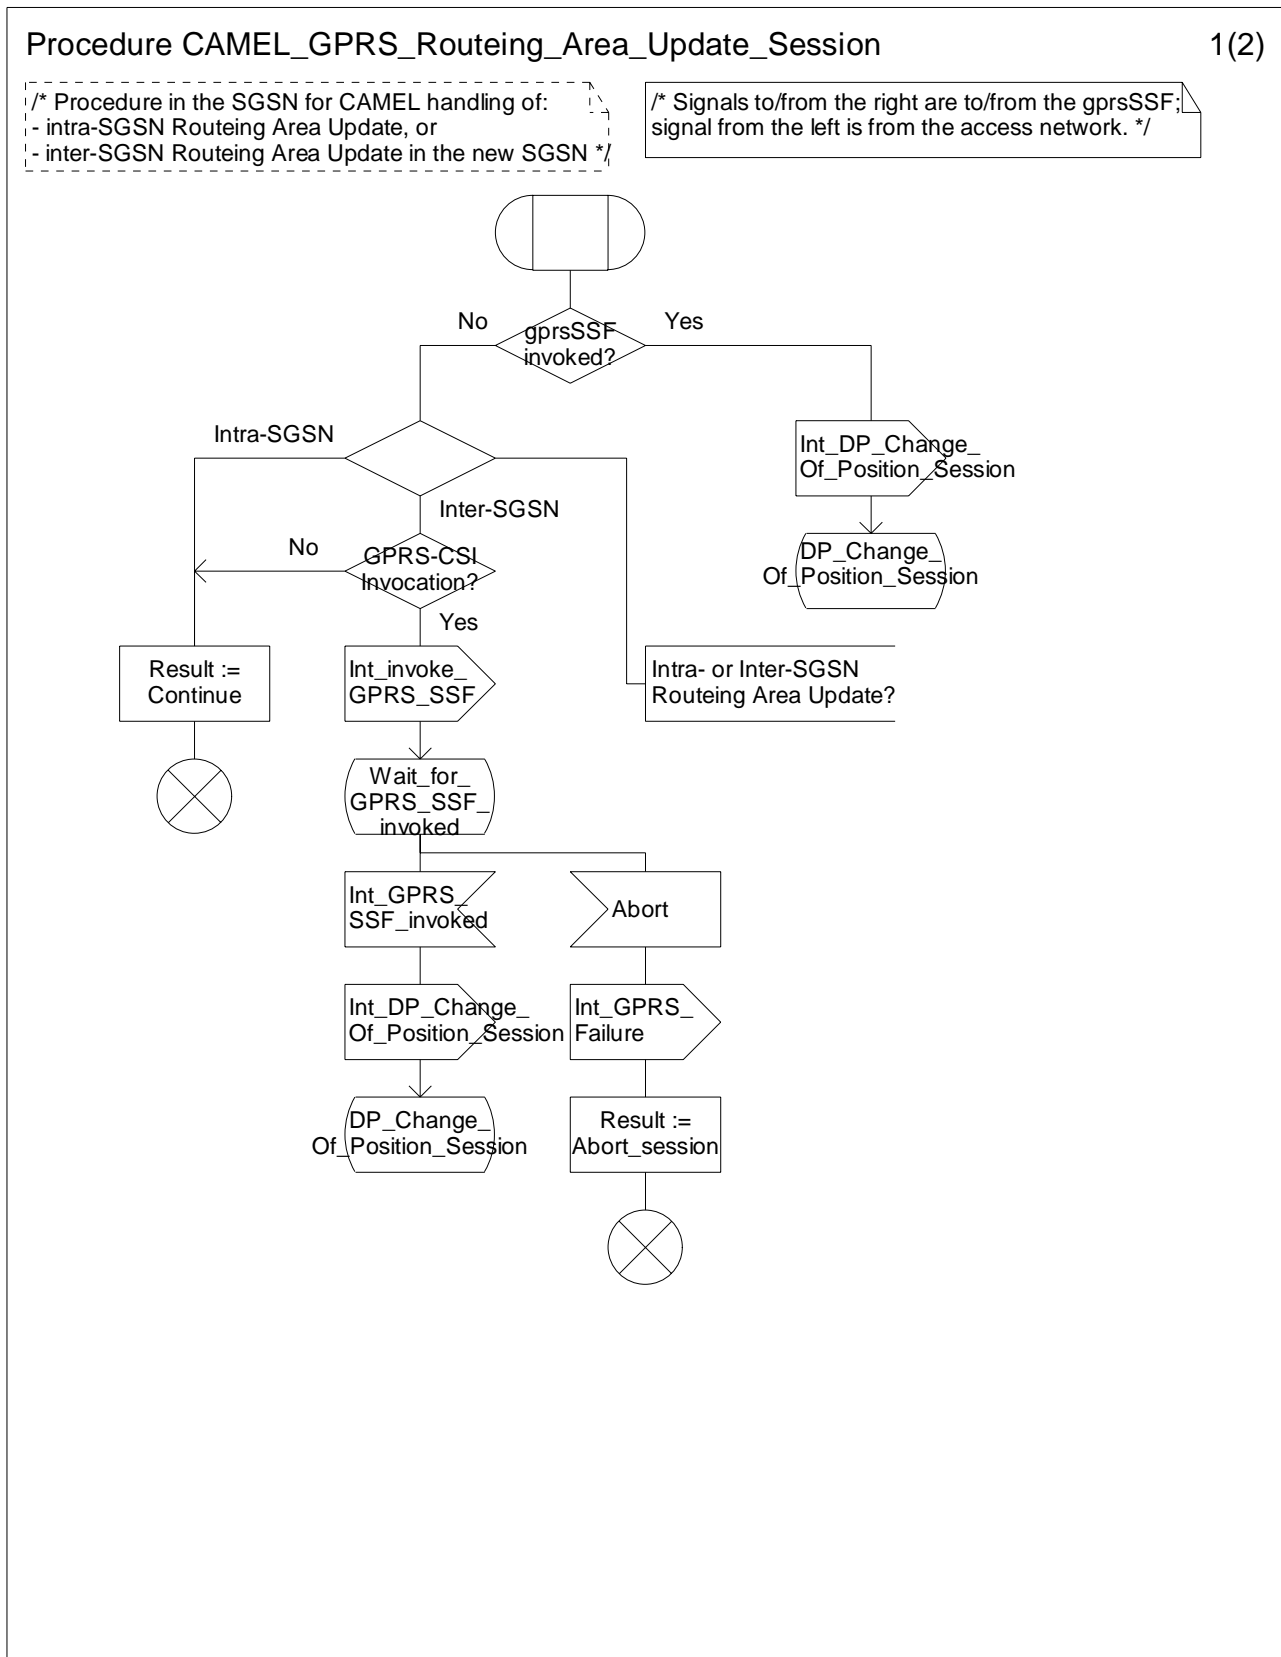 Procedure CAMEL_GPRS_Routeing_Area_Update_Session
1(2)
/* Procedure in the SGSN for CAMEL handling of:
- intra-SGSN Routeing Area Update, or
- inter-SGSN Routeing Area Update in the new SGSN */
/* Signals to/from the right are to/from the gprsSSF;
signal from the left is from the access network. */
No
gprsSSF
invoked?
Yes
Intra-SGSN
Int_DP_Change_
Of_Position_Session
Inter-SGSN
No
GPRS-CSI
Invocation?
DP_Change_
Of_Position_Session
Yes
Result :=
Continue
Int_invoke_
GPRS_SSF
Intra- or Inter-SGSN
Routeing Area Update?
Wait_for_
GPRS_SSF_
invoked
Int_GPRS_
SSF_invoked
Abort
Int_DP_Change_
Of_Position_Session
Int_GPRS_
Failure
DP_Change_
Of_Position_Session
Result :=
Abort_session